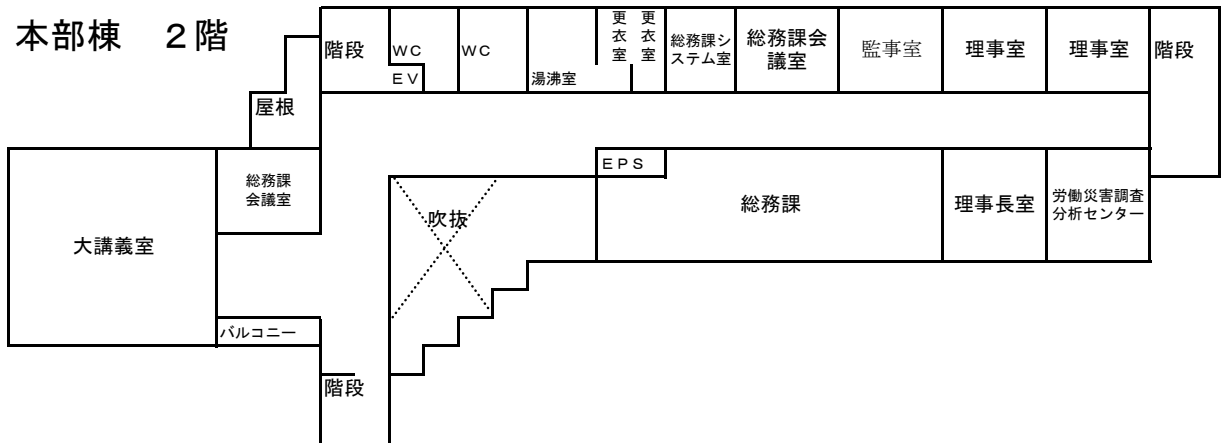 本部棟　２階
階段
ＷＣ
ＥＶ
ＷＣ
湯沸室
更衣室
更衣室
総務課シ
ステム室
総務課会
議室
監事室
理事室
理事室
階段
屋根
ＥＰＳ
総務課
会議室
吹抜
総務課
理事長室
労働災害調査
分析センター
大講義室
バルコニー
階段